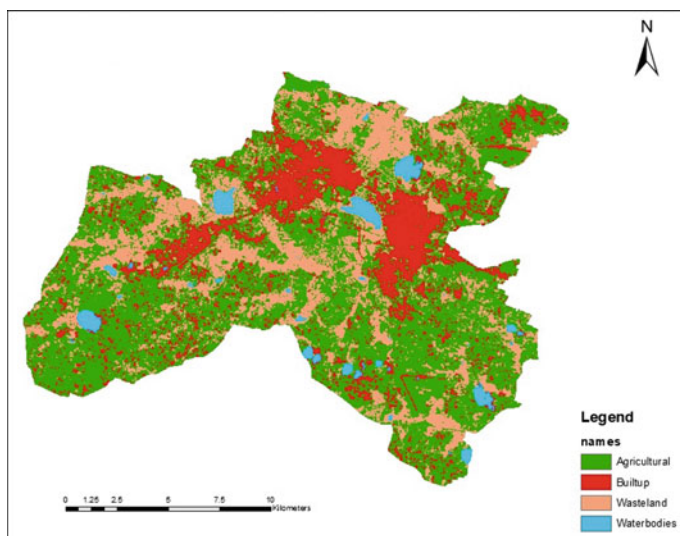 N
Legend
names
Agricultural
Builtup
Wasteland
Waterbodies
0 1.25 2.5 5 7.5 10
Kilometers